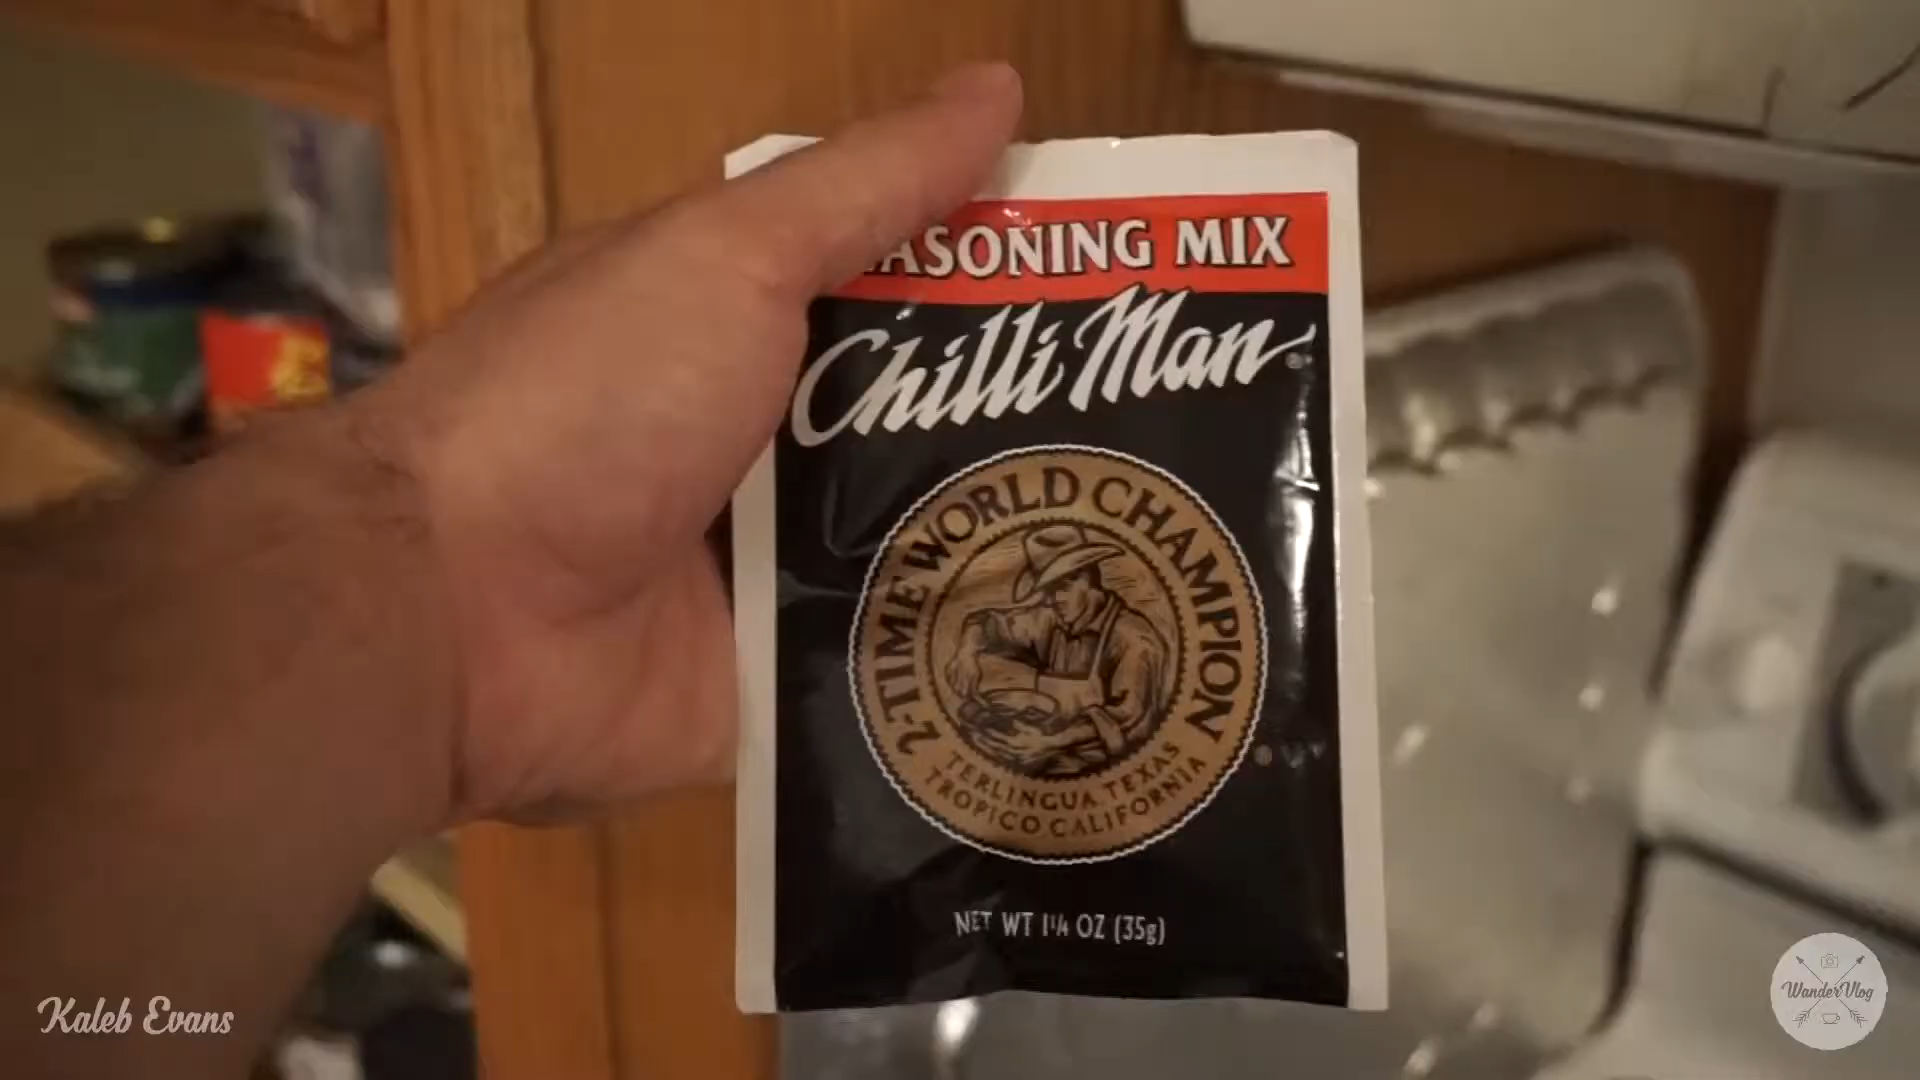 SEASONING MIX
Chilli Man
2-TIME WORLD CHAMPION
TERLINGUA, TEXAS
TROPICO CALIFORNIA
NET WT 1¼ OZ (35g)
Kaleb Evans
WanderVlog